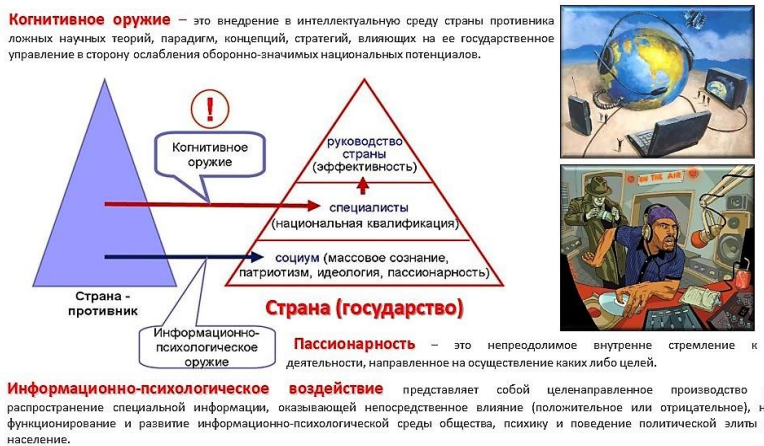 Когнитивное оружие – это внедрение в интеллектуальную среду страны противника
ложных научных теорий, парадигм, концепций, стратегий, влияющих на ее государственное
управление в сторону ослабления оборонно-значимых национальных потенциалов.
!
Когнитивное
оружие
руководство
страны
(эффективность)
специалисты
(национальная квалификация)
социум (массовое сознание,
патриотизм, идеология, пассионарность)
Страна -
противник
Страна (государство)
Информационно-
психологическое
оружие
ON THE AIR
Пассионарность – это непреодолимое внутренне стремление к
деятельности, направленное на осуществление каких либо целей.
Информационно-психологическое воздействие представляет собой целенаправленное производство
распространение специальной информации, оказывающей непосредственное влияние (положительное или отрицательное), н
функционирование и развитие информационно-психологической среды общества, психику и поведение политической элиты
население.